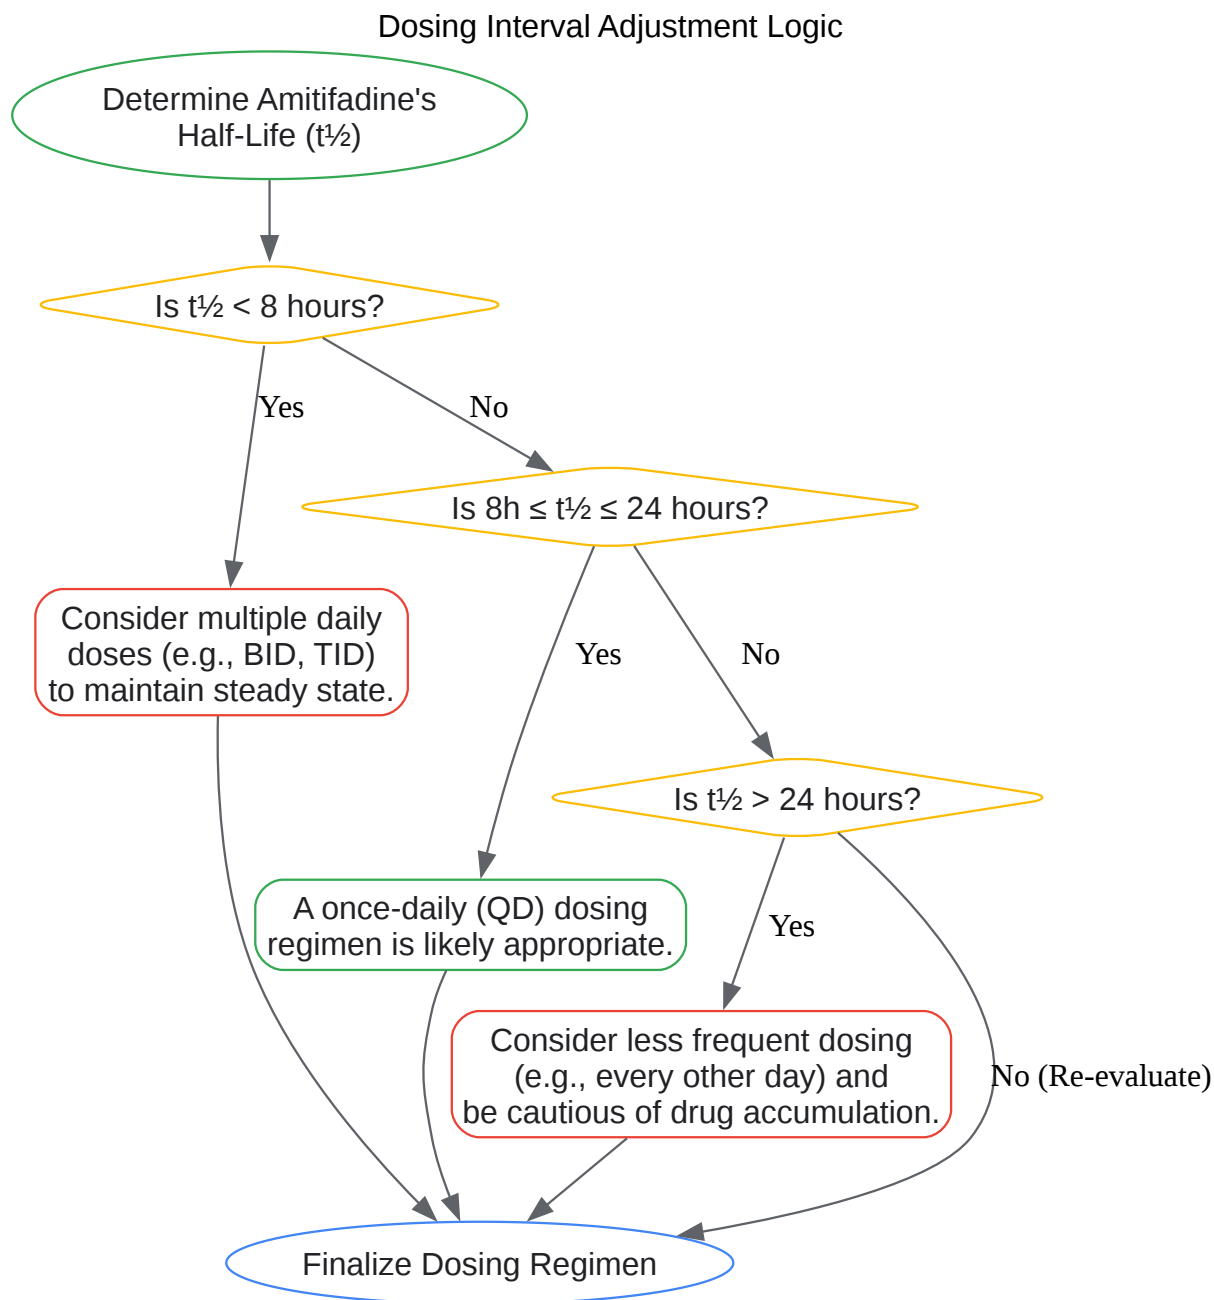 Dosing Interval Adjustment Logic
Determine Amitifadine's
Half-Life (t½)
Is t½ < 8 hours?
Yes
No
Is 8h ≤ t½ ≤ 24 hours?
Consider multiple daily
doses (e.g., BID, TID)
to maintain steady state.
Yes
No
Is t½ > 24 hours?
A once-daily (QD) dosing
regimen is likely appropriate.
Yes
Consider less frequent dosing
(e.g., every other day) and
be cautious of drug accumulation.
No (Re-evaluate)
Finalize Dosing Regimen